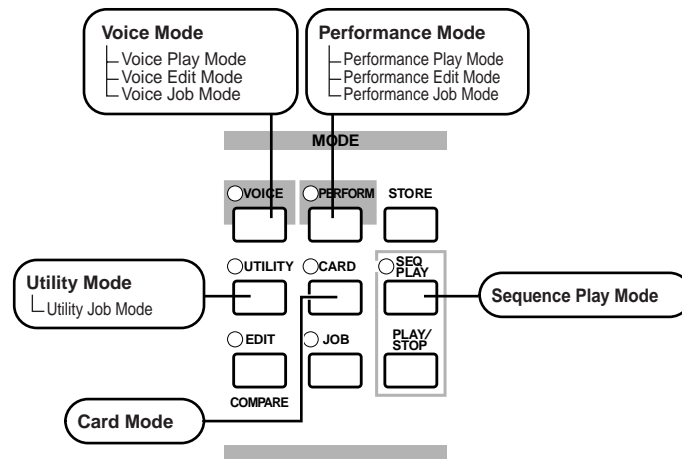 Voice Mode
Voice Play Mode
Voice Edit Mode
Voice Job Mode
Performance Mode
Performance Play Mode
Performance Edit Mode
Performance Job Mode
MODE
VOICE
PERFORM
STORE
UTILITY
CARD
SEQ
PLAY
Utility Mode
Utility Job Mode
Sequence Play Mode
EDIT
JOB
PLAY/
STOP
COMPARE
Card Mode